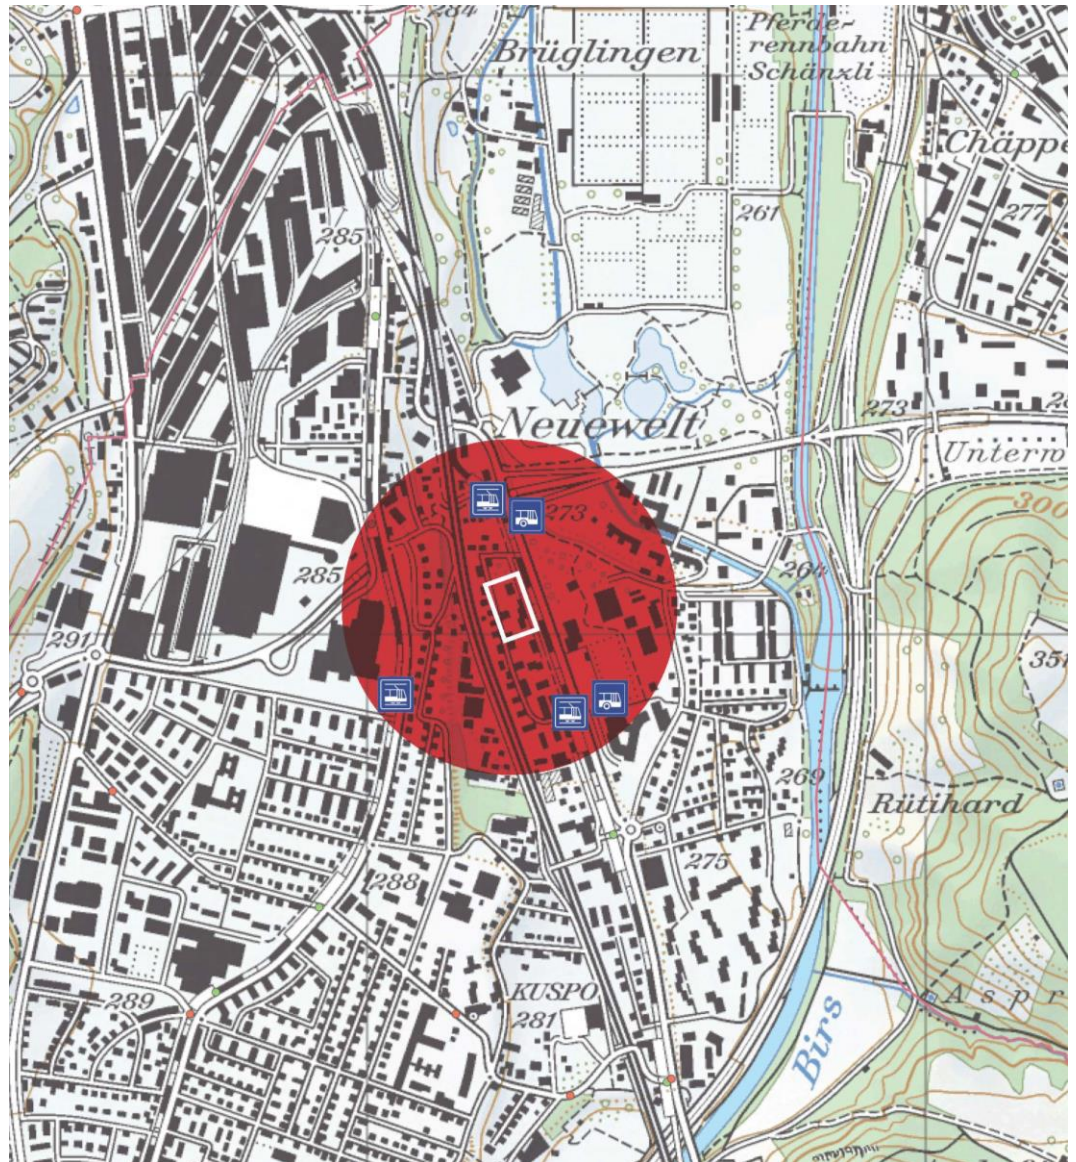 284
Brüglingen
Pferde-
rennbahn
Schänzli
Chäppe
285
261
277
Neuewelt
273
Unterw
300
273
285
264
291
351
269
Rütihard
275
288
KUSPO
281
289
Birs
Aspr